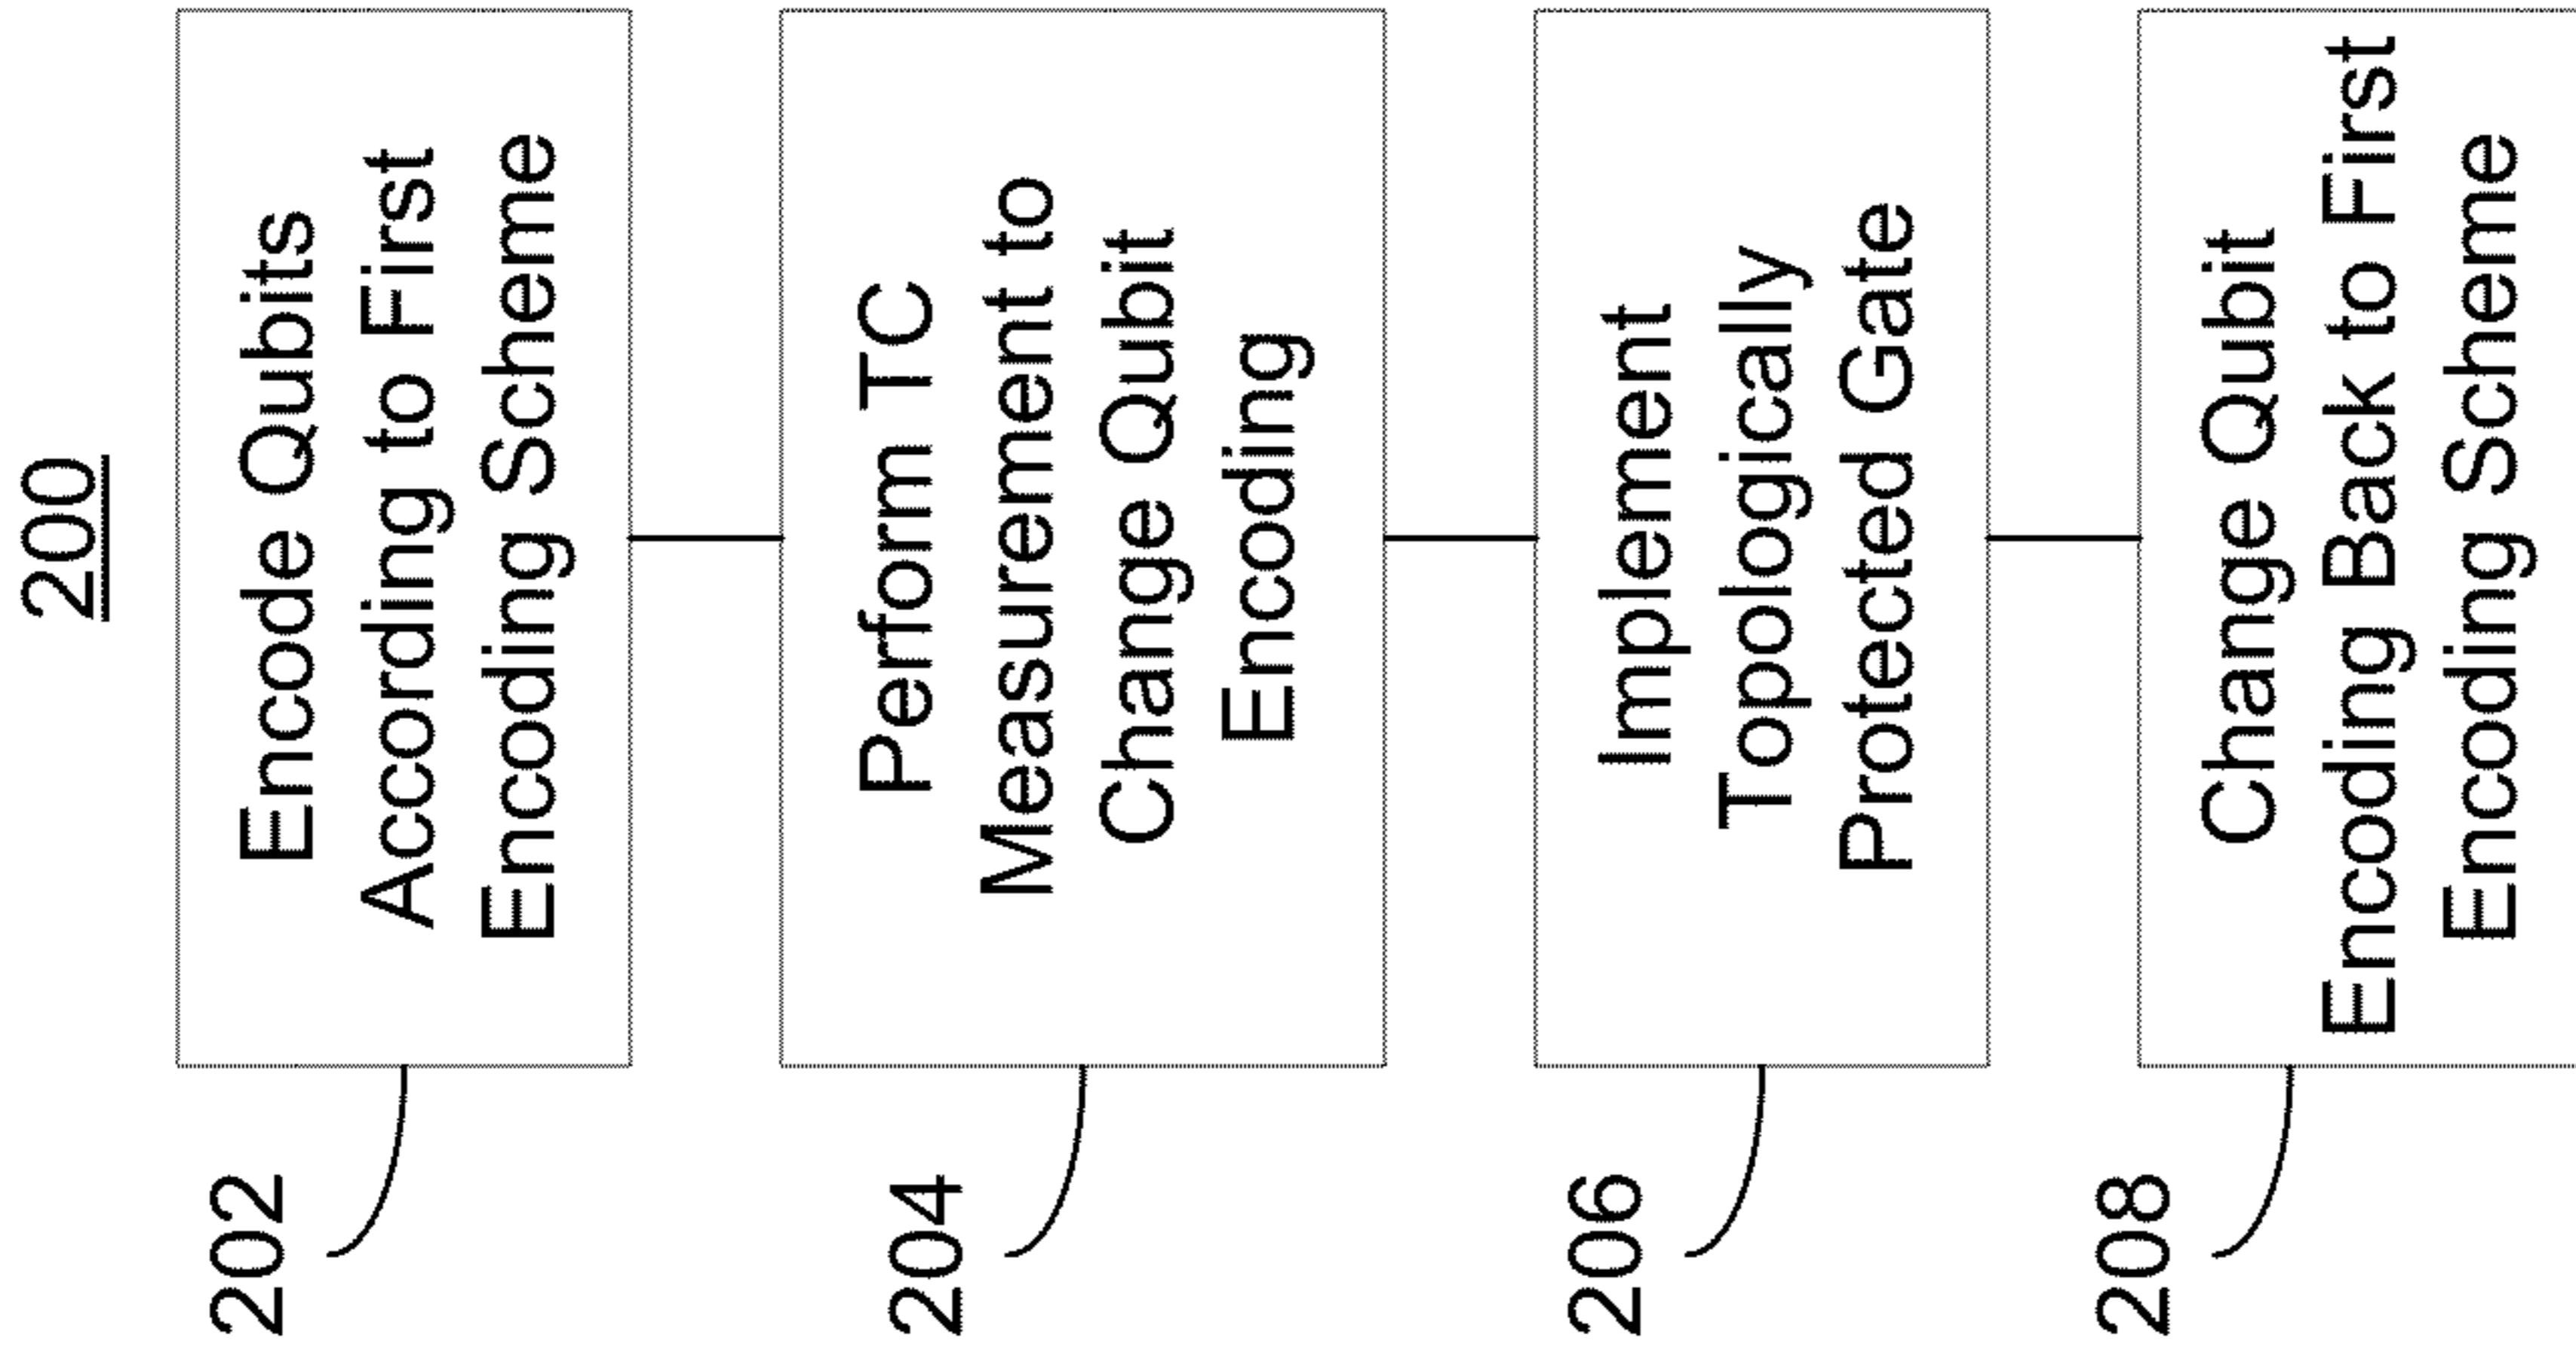 200
202
Encode Qubits
According to First
Encoding Scheme
204
Perform TC
Measurement to
Change Qubit
Encoding
206
Implement
Topologically
Protected Gate
208
Change Qubit
Encoding Back to First
Encoding Scheme